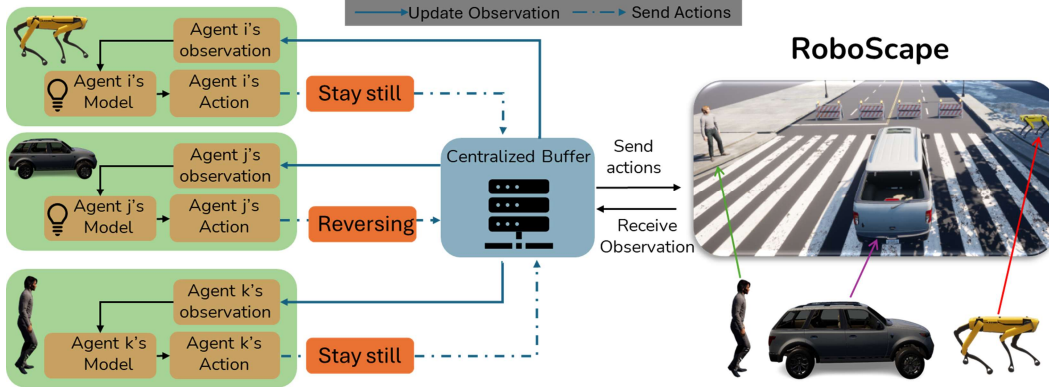 Update Observation
Send Actions
RoboScape
Agent i's
observation
Agent i's
Model
Agent i's
Action
Stay still
Agent j's
observation
Agent j's
Model
Agent j's
Action
Reversing
Agent k's
observation
Agent k's
Model
Agent k's
Action
Stay still
Centralized Buffer
Send
actions
Receive
Observation